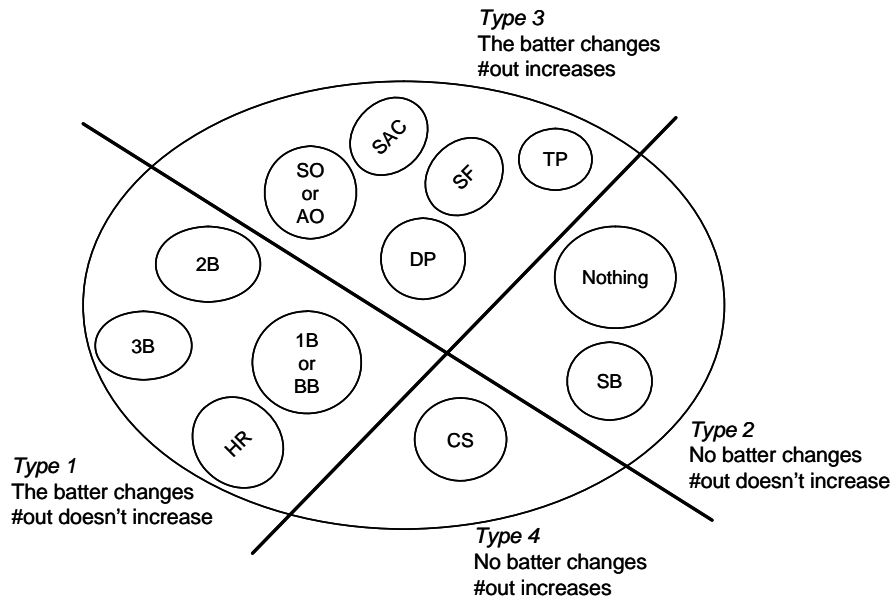 Type 3
The batter changes
#out increases
SAC
SO
or
AO
SF
TP
DP
2B
Nothing
3B
1B
or
BB
SB
HR
CS
Type 2
No batter changes
#out doesn't increase
Type 1
The batter changes
#out doesn't increase
Type 4
No batter changes
#out increases